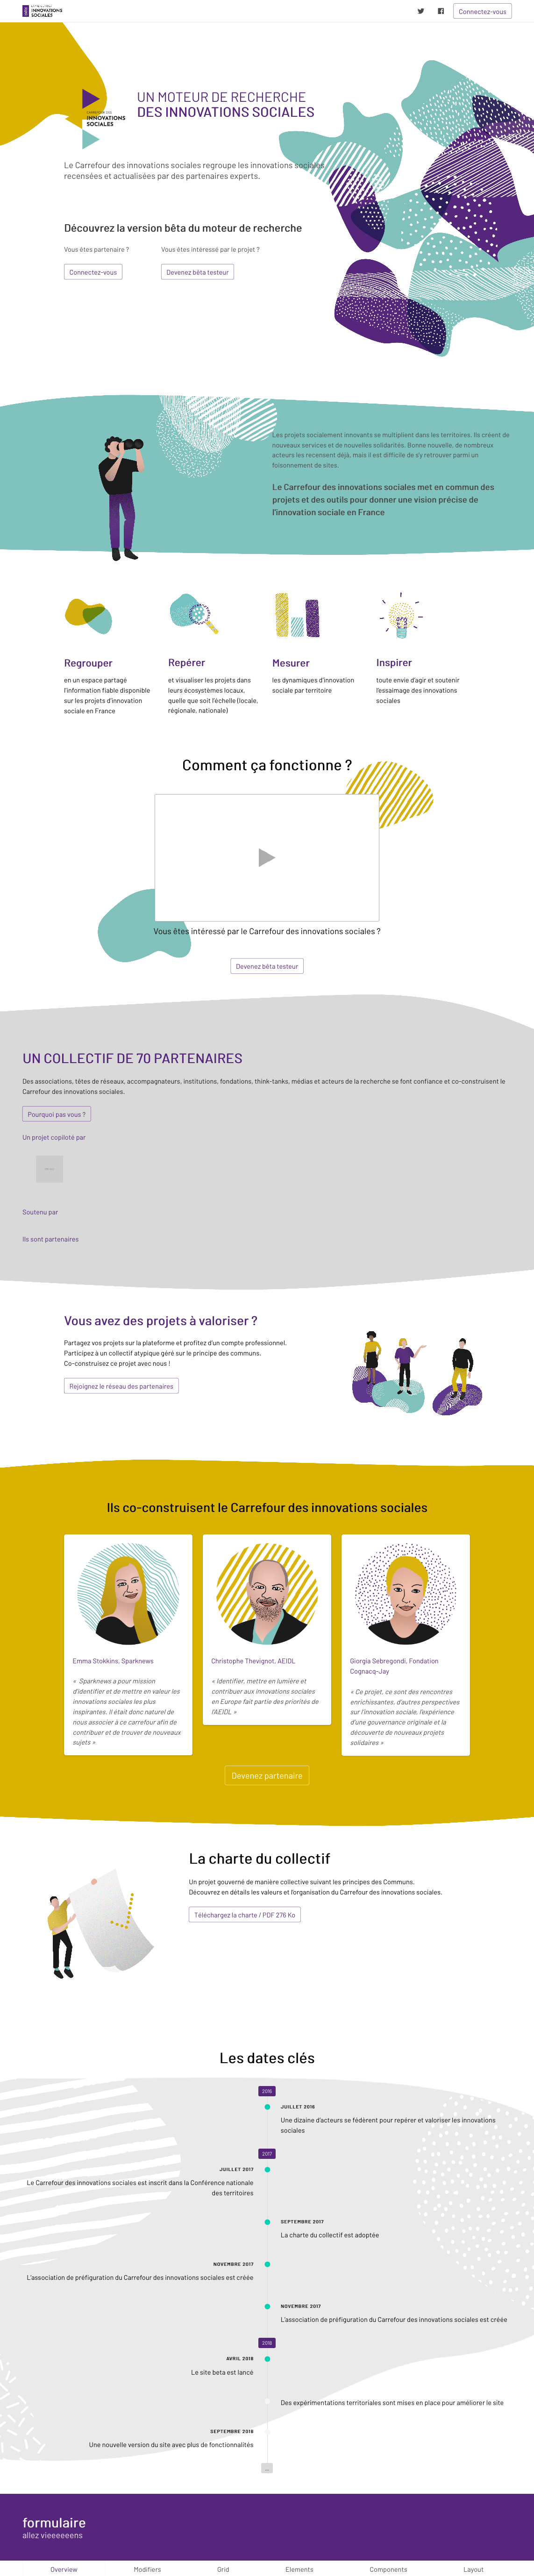 INNOVATIONS
SOCIALES
Connectez-vous
UN MOTEUR DE RECHERCHE
DES INNOVATIONS SOCIALES
INNOVATIONS
SOCIALES
Le Carrefour des innovations sociales regroupe les innovations sociales
recensées et actualisées par des partenaires experts.
Découvrez la version bêta du moteur de recherche
Vous êtes partenaire ?
Vous êtes intéressé par le projet ?
Connectez-vous
Devenez bêta testeur
Les projets socialement innovants se multiplient dans les territoires. Ils créent de
nouveaux services et de nouvelles solidarités. Bonne nouvelle, de nombreux
acteurs les recensent déjà, mais il est difficile de s'y retrouver parmi un
foisonnement de sites.
Le Carrefour des innovations sociales met en commun des
projets et des outils pour donner une vision précise de
l'innovation sociale en France
Regrouper
en un espace partagé
l'information fiable disponible
sur les projets d'innovation
sociale en France
Repérer
et visualiser les projets dans
leurs écosystèmes locaux,
quelle que soit l'échelle (locale,
régionale, nationale)
Mesurer
les dynamiques d'innovation
sociale par territoire
Inspirer
toute envie d'agir et soutenir
l'essaimage des innovations
sociales
Comment ça fonctionne ?
Vous êtes intéressé par le Carrefour des innovations sociales ?
Devenez bêta testeur
UN COLLECTIF DE 70 PARTENAIRES
Des associations, têtes de réseaux, accompagnateurs, institutions, fondations, think-tanks, médias et acteurs de la recherche se font confiance et co-construisent le
Carrefour des innovations sociales.
Pourquoi pas vous ?
Un projet copiloté par
Soutenu par
Ils sont partenaires
Vous avez des projets à valoriser ?
Partagez vos projets sur la plateforme et profitez d'un compte professionnel.
Participez à un collectif atypique géré sur le principe des communs.
Co-construisez ce projet avec nous !
Rejoignez le réseau des partenaires
Ils co-construisent le Carrefour des innovations sociales
Emma Stokkins, Sparknews
« Sparknews a pour mission
d'identifier et de mettre en valeur les
innovations sociales les plus
inspirantes. Il était donc naturel de
nous associer à ce carrefour afin de
contribuer et de trouver de nouveaux
sujets »
Christophe Thevignot, AEIDL
« Identifier, mettre en lumière et
contribuer aux innovations sociales
en Europe fait partie des priorités de
l'AEIDL »
Giorgia Sebregondi, Fondation
Cognacq-Jay
« Ce projet, ce sont des rencontres
enrichissantes, d'autres perspectives
sur l'innovation sociale, l'expérience
d'une gouvernance originale et la
découverte de nouveaux projets
solidaires »
Devenez partenaire
La charte du collectif
Un projet gouverné de manière collective suivant les principes des Communs.
Découvrez en détails les valeurs et l'organisation du Carrefour des innovations sociales.
Téléchargez la charte / PDF 276 Ko
Les dates clés
2016
JUILLET 2016
Une dizaine d'acteurs se fédèrent pour repérer et valoriser les innovations
sociales
2017
JUILLET 2017
Le Carrefour des innovations sociales est inscrit dans la Conférence nationale
des territoires
SEPTEMBRE 2017
La charte du collectif est adoptée
NOVEMBRE 2017
L'association de préfiguration du Carrefour des innovations sociales est créée
NOVEMBRE 2017
L'association de préfiguration du Carrefour des innovations sociales est créée
2018
AVRIL 2018
Le site beta est lancé
Des expérimentations territoriales sont mises en place pour améliorer le site
SEPTEMBRE 2018
Une nouvelle version du site avec plus de fonctionnalités
...
formulaire
allez vieeeeeens
Overview
Modifiers
Grid
Elements
Components
Layout